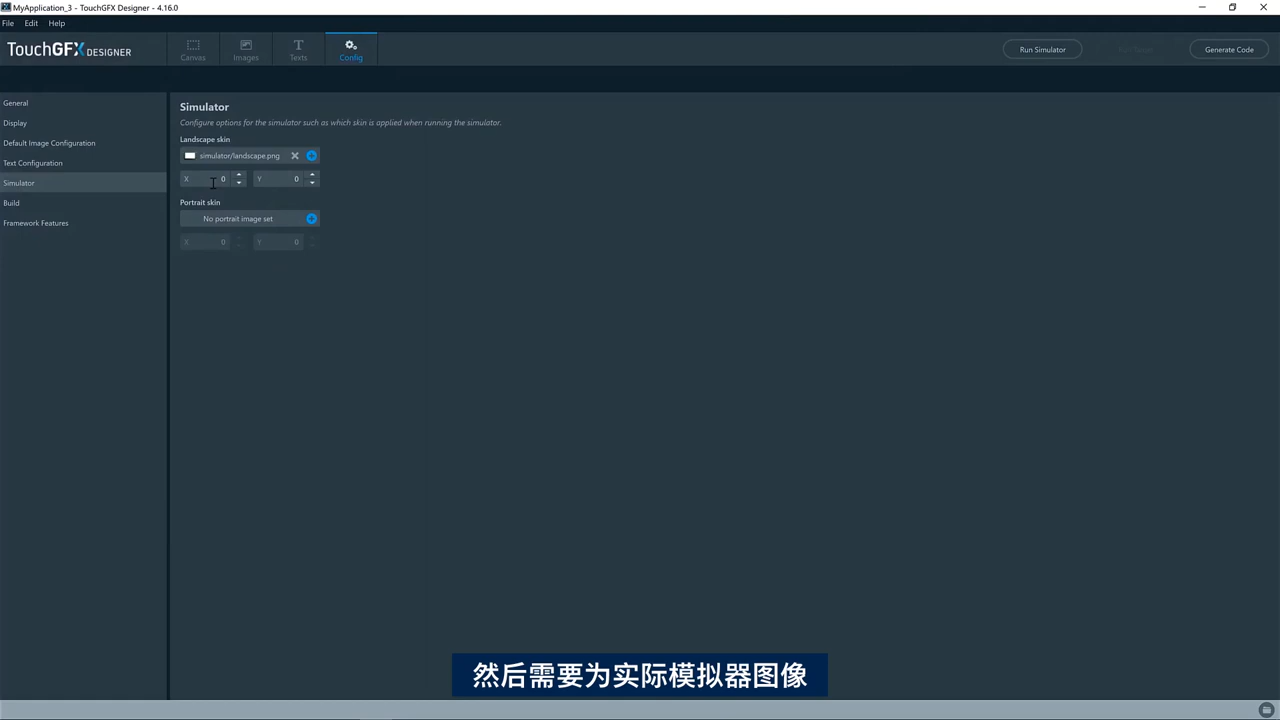 MyApplication_3 - TouchGFX Designer - 4.16.0
File Edit Help
TouchGFX DESIGNER
Canvas
Images
Texts
Config
Run Simulator
Generate Code
General
Display
Default Image Configuration
Text Configuration
Simulator
Build
Framework Features
Simulator
Configure options for the simulator such as which skin is applied when running the simulator.
Landscape skin
simulator/landscape.png
X 0 Y 0
Portrait skin
No portrait image set
X 0 Y 0
然后需要为实际模拟器图像